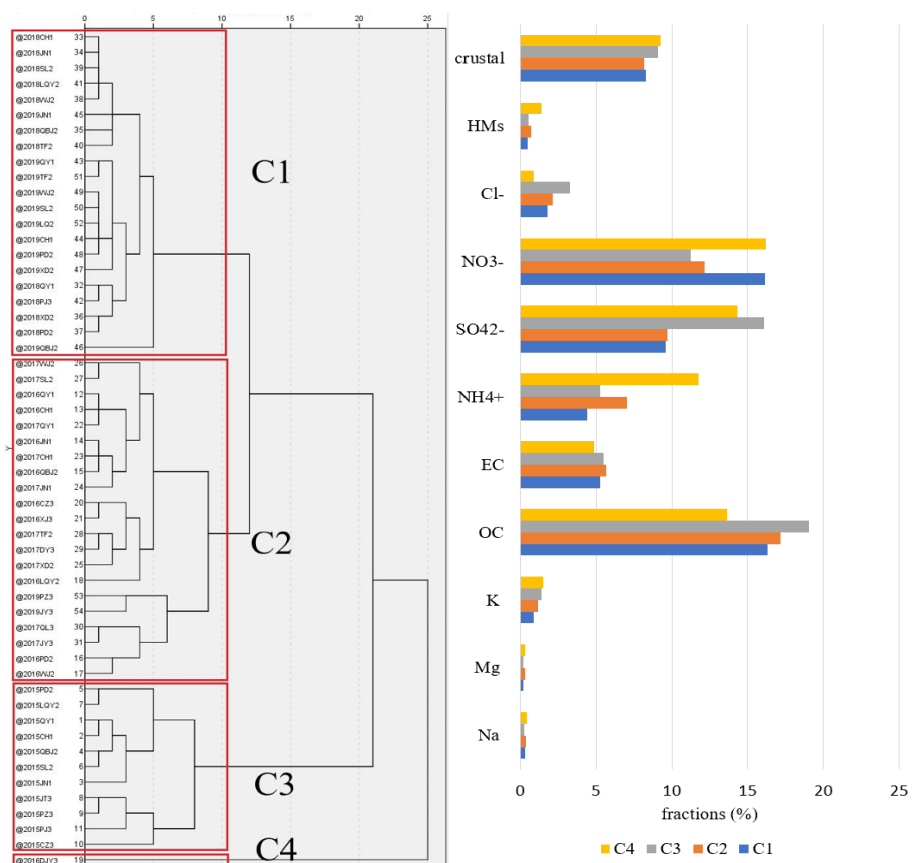 0 5 10 15 20 25
@2018CH1 33
@2018JN1 34
@2018SL2 39
@2018LQY2 41
@2018WJ2 38
@2019JN1 45
@2018QBJ2 35
@2018TF2 40
@2019QY1 43
@2019TF2 51
@2019WJ2 49
@2019SL2 50
@2019LQ2 52
@2019CH1 44
@2019PD2 48
@2019XD2 47
@2018QY1 32
@2018PJ3 42
@2018XD2 36
@2018PD2 37
@2019QBJ2 46
C1
@2017WJ2 26
@2017SL2 27
@2016QY1 12
@2016CH1 13
@2017QY1 22
@2016JN1 14
@2017CH1 23
@2016QBJ2 15
@2017JN1 24
@2016CZ3 20
@2016XJ3 21
@2017TF2 28
@2017DY3 29
@2017XD2 25
@2016LQY2 18
@2019PZ3 53
@2019JY3 54
@2017QL3 30
@2017JY3 31
@2016PD2 16
@2016WJ2 17
C2
Y
@2015PD2 5
@2015LQY2 7
@2015QY1 1
@2015CH1 2
@2015QBJ2 4
@2015SL2 6
@2015JN1 3
@2015JT3 8
@2015PZ3 9
@2015PJ3 11
@2015CZ3 10
C3
@2016DJY3 19
C4
crustal
HMs
Cl-
NO3-
SO42-
NH4+
EC
OC
K
Mg
Na
0 5 10 15 20 25
fractions (%)
C4 C3 C2 C1